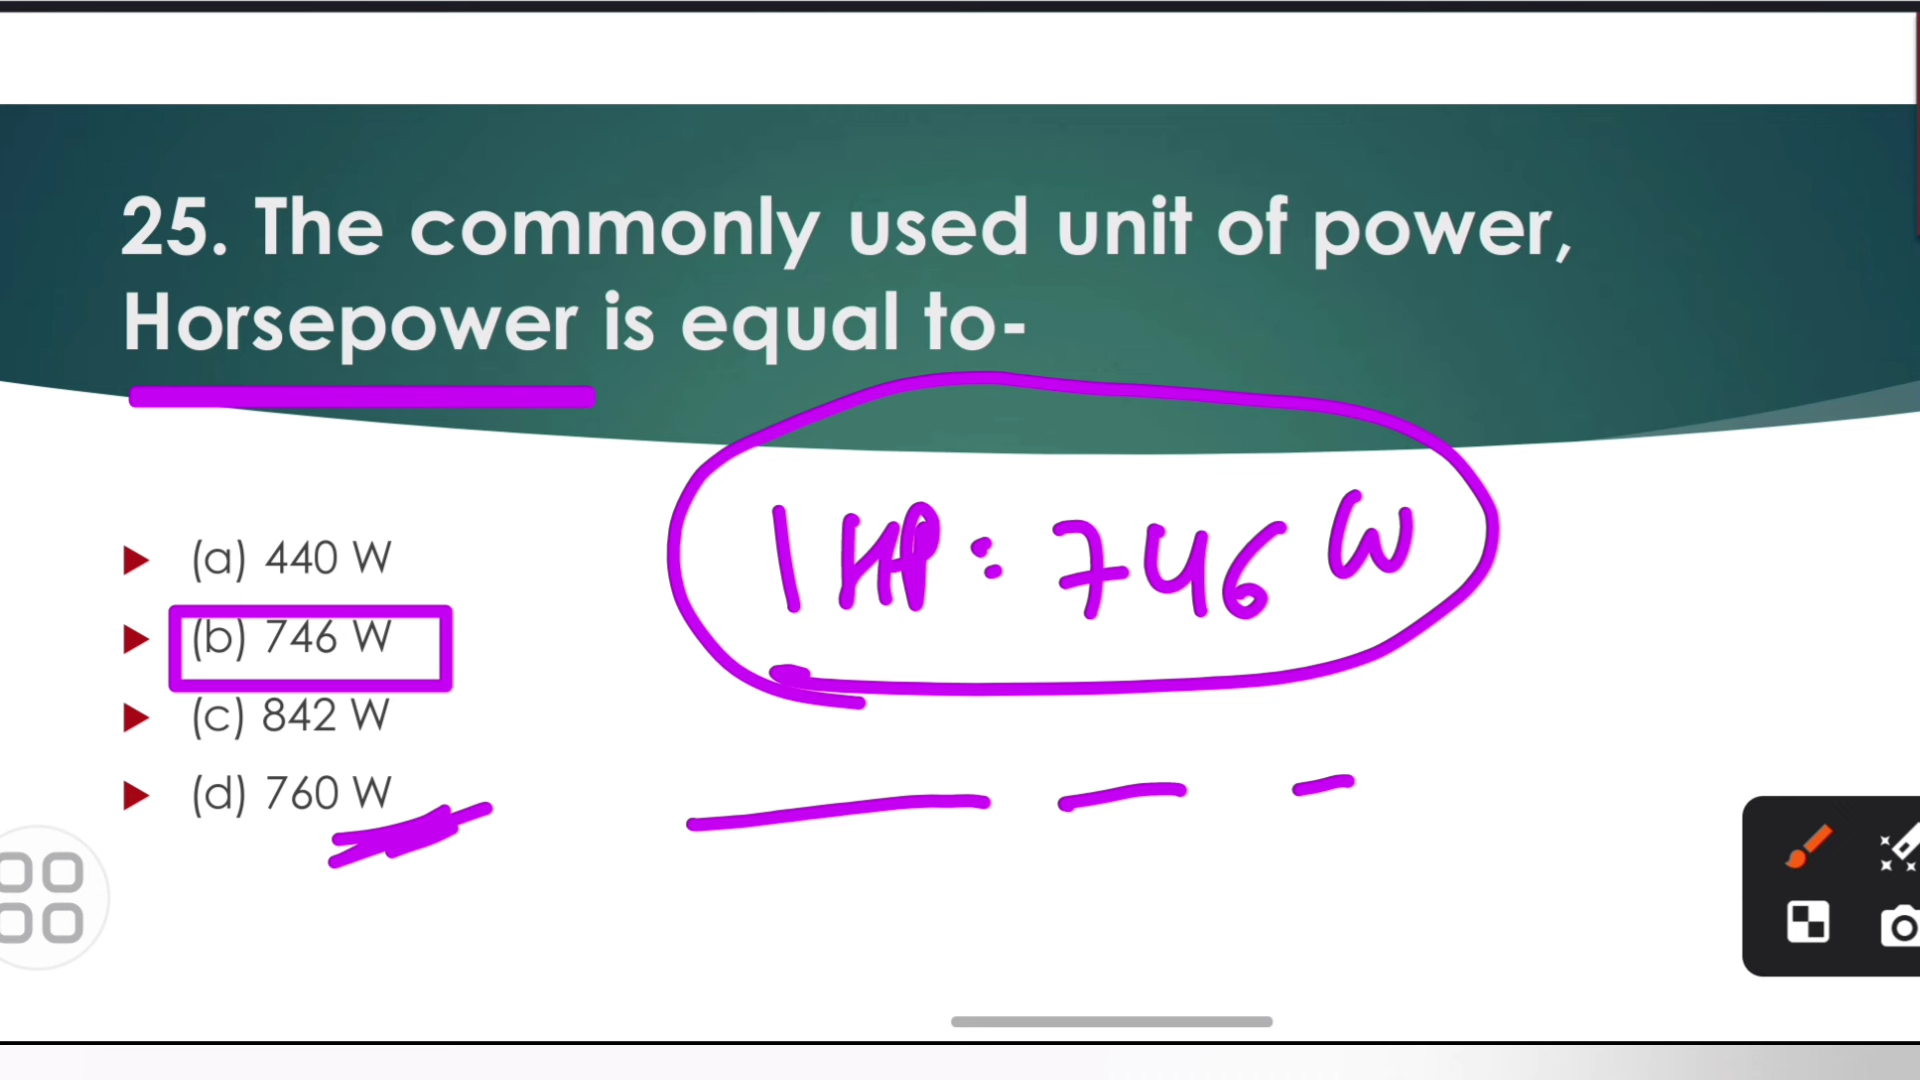 25. The commonly used unit of power,
Horsepower is equal to-
1 HP = 746 W
(a) 440 W
(b) 746 W
(c) 842 W
(d) 760 W